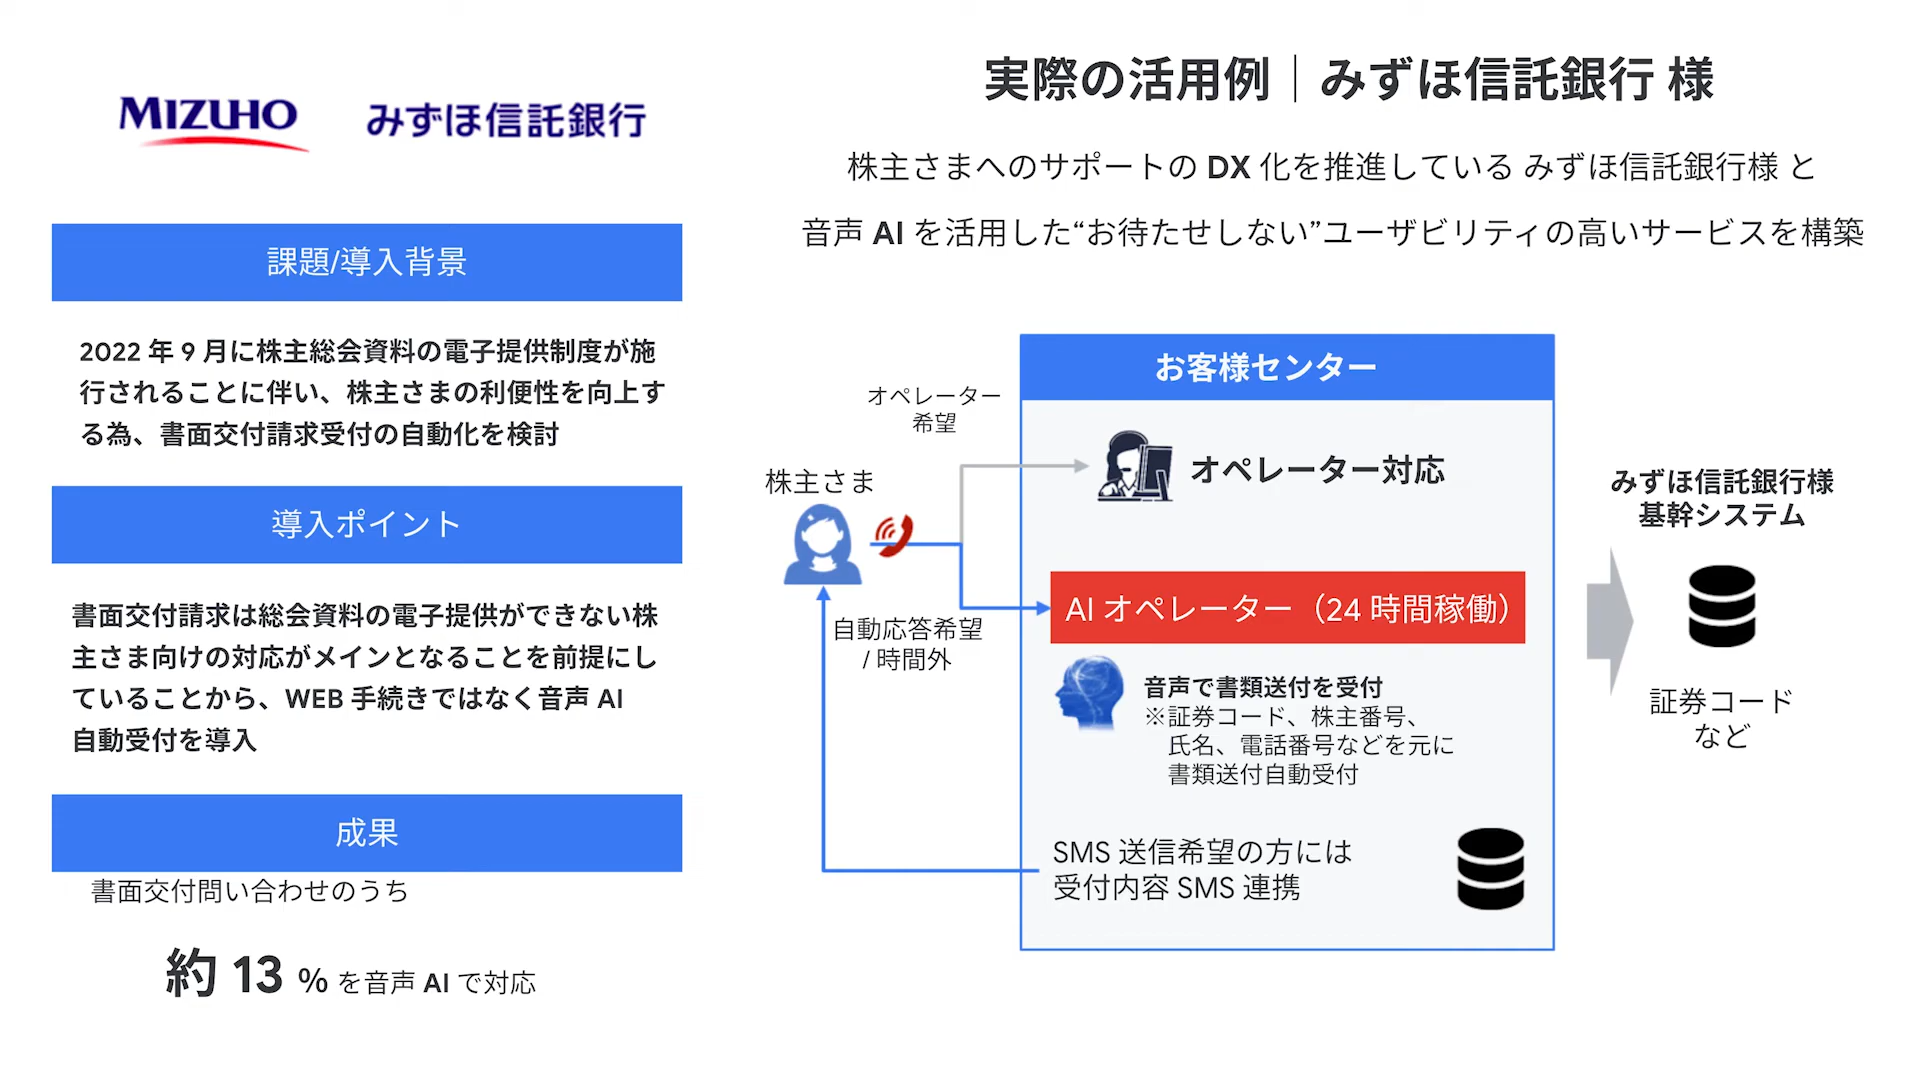 MIZUHO みずほ信託銀行
課題/導入背景
2022 年 9 月に株主総会資料の電子提供制度が施
行されることに伴い、株主さまの利便性を向上す
る為、書面交付請求受付の自動化を検討
導入ポイント
書面交付請求は総会資料の電子提供ができない株
主さま向けの対応がメインとなることを前提にし
ていることから、WEB 手続きではなく音声 AI
自動受付を導入
成果
書面交付問い合わせのうち
約 13 % を音声 AI で対応
実際の活用例｜みずほ信託銀行 様
株主さまへのサポートの DX 化を推進している みずほ信託銀行様 と
音声 AI を活用した“お待たせしない”ユーザビリティの高いサービスを構築
株主さま
オペレーター
希望
自動応答希望
/ 時間外
お客様センター
オペレーター対応
AI オペレーター（24 時間稼働）
音声で書類送付を受付
※証券コード、株主番号、
氏名、電話番号などを元に
書類送付自動受付
SMS 送信希望の方には
受付内容 SMS 連携
みずほ信託銀行様
基幹システム
証券コード
など